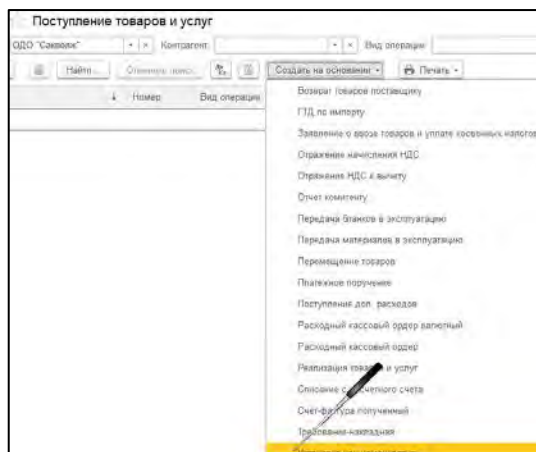 Поступление товаров и услуг
ОДО "Саквояж" Контрагент Вид операции
Найти... Отменить поиск Создать на основании Печать
Номер Вид операции
Возврат товаров поставщику
ГТД по импорту
Заявление о ввозе товаров и уплате косвенных налогов
Отражение начисления НДС
Отражение НДС к вычету
Отчет комитенту
Передача бланков в эксплуатацию
Передача материалов в эксплуатацию
Перемещение товаров
Платежное поручение
Поступления доп. расходов
Расходный кассовый ордер валютный
Расходный кассовый ордер
Реализация товаров и услуг
Списание с расчетного счета
Счет-фактура полученный
Требование-накладная